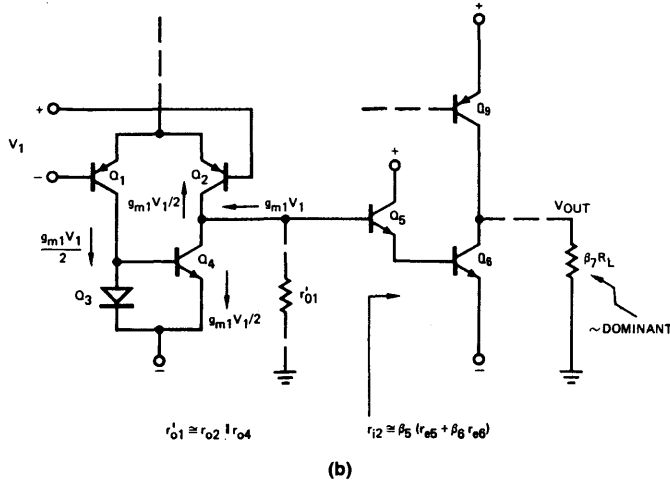 +
Q9
+
V1
+
−
Q1
Q2
gm1V1/2
gm1V1
Q5
VOUT
gm1V1
2
Q4
Q6
β7RL
Q3
r'01
gm1V1/2
~DOMINANT
−
−
r'o1 ≅ ro2 ∥ ro4
ri2 ≅ β5 (re5 + β6 re6)
(b)